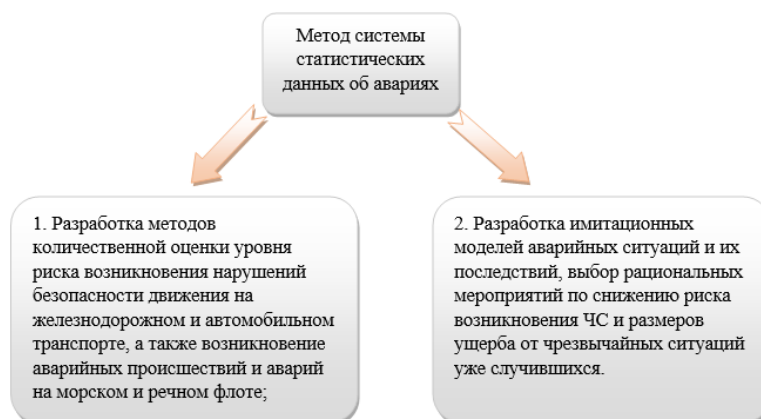 Метод системы
статистических
данных об авариях
1. Разработка методов
количественной оценки уровня
риска возникновения нарушений
безопасности движения на
железнодорожном и автомобильном
транспорте, а также возникновение
аварийных происшествий и аварий
на морском и речном флоте;
2. Разработка имитационных
моделей аварийных ситуаций и их
последствий, выбор рациональных
мероприятий по снижению риска
возникновения ЧС и размеров
ущерба от чрезвычайных ситуаций
уже случившихся.